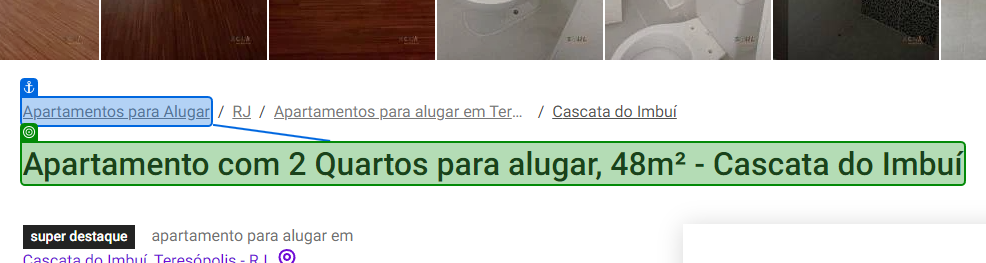 Apartamentos para Alugar / RJ / Apartamentos para alugar em Ter... / Cascata do Imbuí
Apartamento com 2 Quartos para alugar, 48m² - Cascata do Imbuí
super destaque apartamento para alugar em
Cascata do Imbuí, Teresópolis - RJ